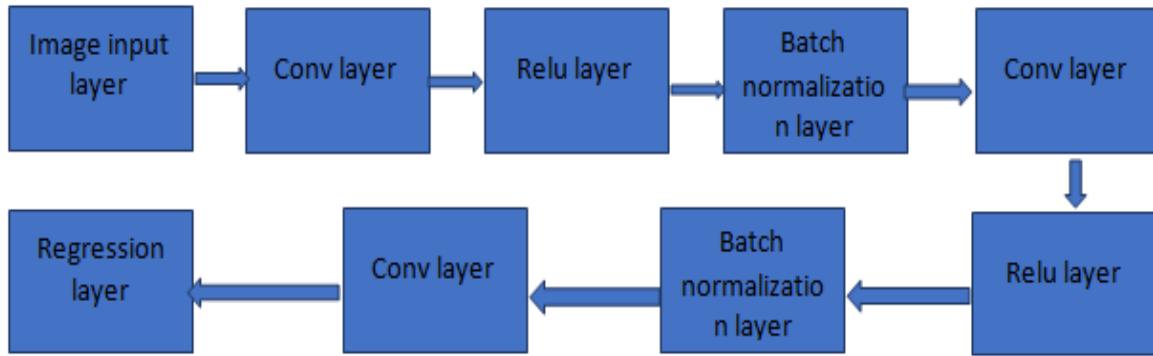 Image input
layer
Conv layer
Relu layer
Batch
normalizatio
n layer
Conv layer
Relu layer
Batch
normalizatio
n layer
Conv layer
Regression
layer